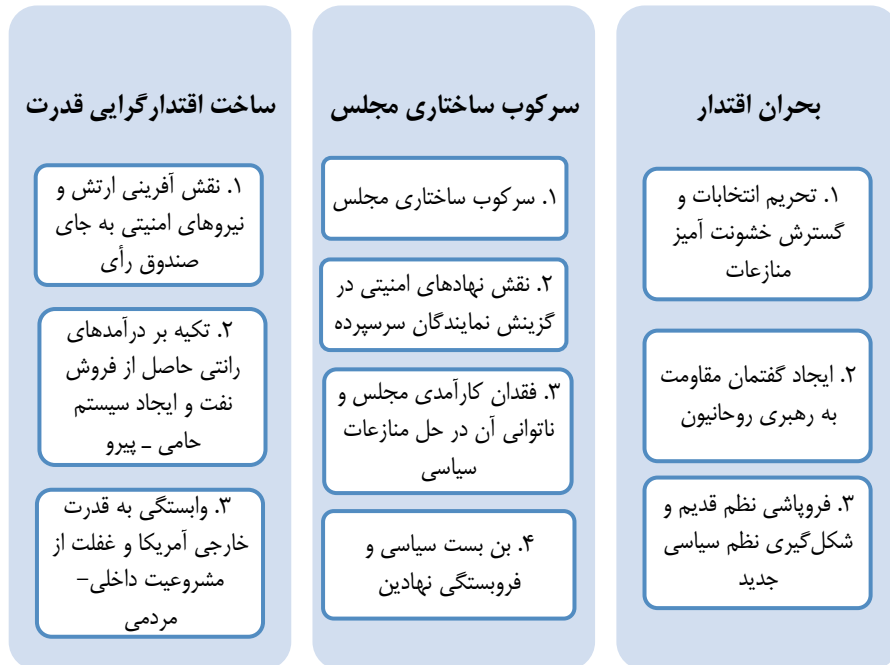 بحران اقتدار
۱. تحریم انتخابات و
گسترش خشونت آمیز
منازعات
۲. ایجاد گفتمان مقاومت
به رهبری روحانیون
۳. فروپاشی نظم قدیم و
شکل‌گیری نظم سیاسی
جدید
سرکوب ساختاری مجلس
۱. سرکوب ساختاری مجلس
۲. نقش نهادهای امنیتی در
گزینش نمایندگان سرسپرده
۳. فقدان کارآمدی مجلس و
ناتوانی آن در حل منازعات
سیاسی
۴. بن بست سیاسی و
فروبستگی نهادین
ساخت اقتدارگرایی قدرت
۱. نقش آفرینی ارتش و
نیروهای امنیتی به جای
صندوق رأی
۲. تکیه بر درآمدهای
رانتی حاصل از فروش
نفت و ایجاد سیستم
حامی ـ پیرو
۳. وابستگی به قدرت
خارجی آمریکا و غفلت از
مشروعیت داخلی-
مردمی